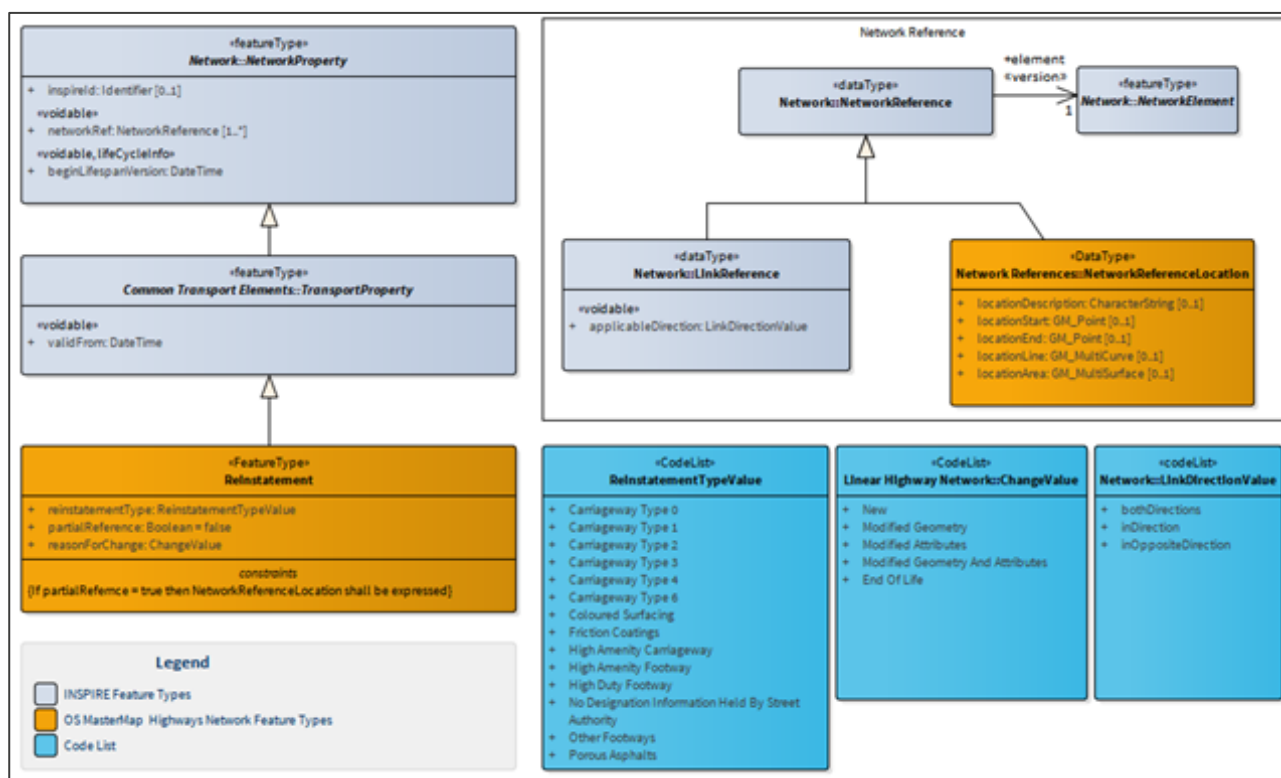 «featureType»
Network::NetworkProperty
+ inspireId: Identifier [0..1]
«voidable»
+ networkRef: NetworkReference [1..*]
«voidable, lifeCycleInfo»
+ beginLifespanVersion: DateTime
«featureType»
Common Transport Elements::TransportProperty
«voidable»
+ validFrom: DateTime
«FeatureType»
ReInstatement
+ reinstatementType: ReinstatementTypeValue
+ partialReference: Boolean = false
+ reasonForChange: ChangeValue
constraints
{If partialRefernce = true then NetworkReferenceLocation shall be expressed}
Legend
INSPIRE Feature Types
OS MasterMap Highways Network Feature Types
Code List
Network Reference
«dataType»
Network::NetworkReference
+element
«version»
1
«featureType»
Network::NetworkElement
«dataType»
Network::LinkReference
«voidable»
+ applicableDirection: LinkDirectionValue
«DataType»
Network References::NetworkReferenceLocation
+ locationDescription: CharacterString [0..1]
+ locationStart: GM_Point [0..1]
+ locationEnd: GM_Point [0..1]
+ locationLine: GM_MultiCurve [0..1]
+ locationArea: GM_MultiSurface [0..1]
«CodeList»
ReInstatementTypeValue
+ Carriageway Type 0
+ Carriageway Type 1
+ Carriageway Type 2
+ Carriageway Type 3
+ Carriageway Type 4
+ Carriageway Type 6
+ Coloured Surfacing
+ Friction Coatings
+ High Amenity Carriageway
+ High Amenity Footway
+ High Duty Footway
+ No Designation Information Held By Street
Authority
+ Other Footways
+ Porous Asphalts
«CodeList»
Linear Highway Network::ChangeValue
+ New
+ Modified Geometry
+ Modified Attributes
+ Modified Geometry And Attributes
+ End Of Life
«codeList»
Network::LinkDirectionValue
+ bothDirections
+ inDirection
+ inOppositeDirection